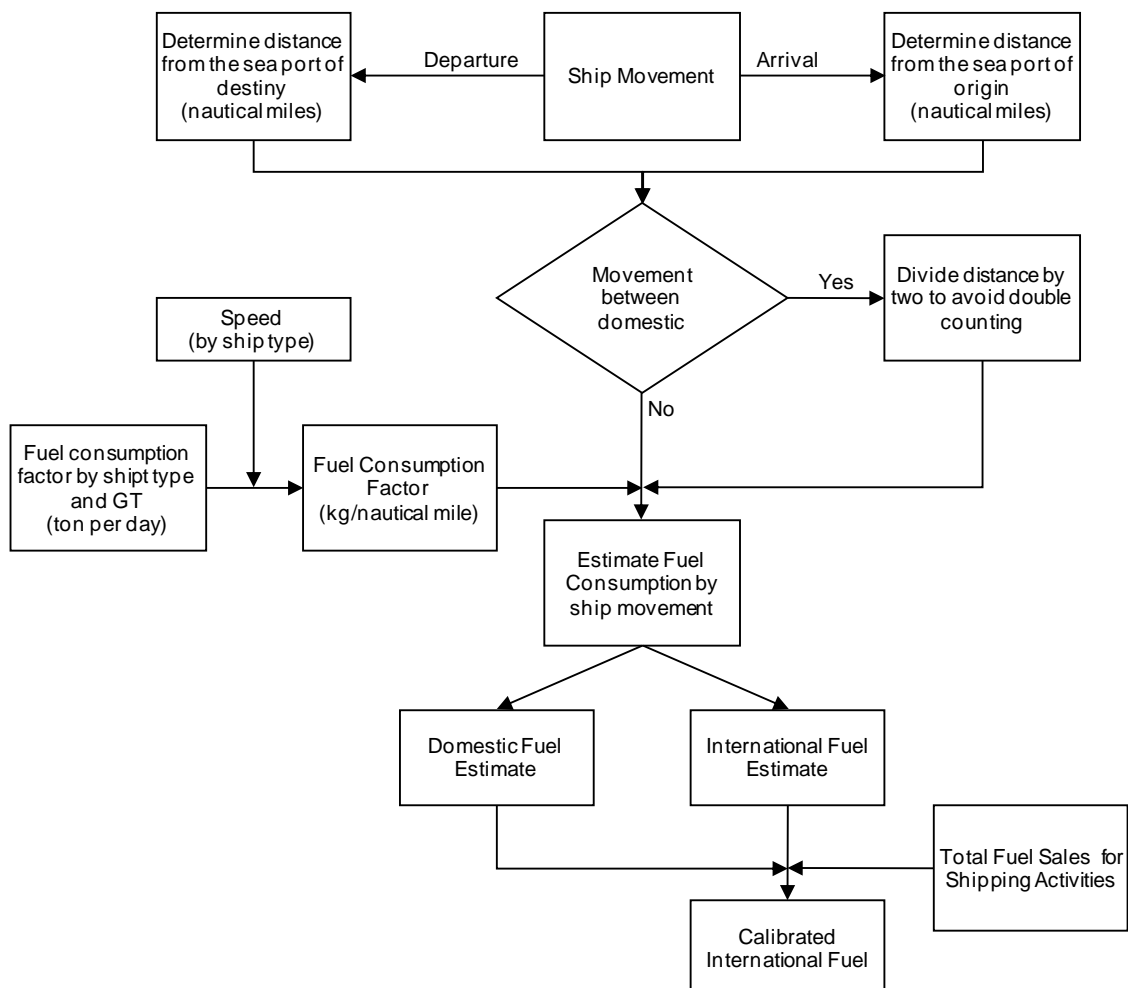 Determine distance
from the sea port of
destiny
(nautical miles)
Departure
Ship Movement
Arrival
Determine distance
from the sea port of
origin
(nautical miles)
Movement
between
domestic
Yes
Divide distance by
two to avoid double
counting
No
Speed
(by ship type)
Fuel consumption
factor by shipt type
and GT
(ton per day)
Fuel Consumption
Factor
(kg/nautical mile)
Estimate Fuel
Consumption by
ship movement
Domestic Fuel
Estimate
International Fuel
Estimate
Total Fuel Sales for
Shipping Activities
Calibrated
International Fuel